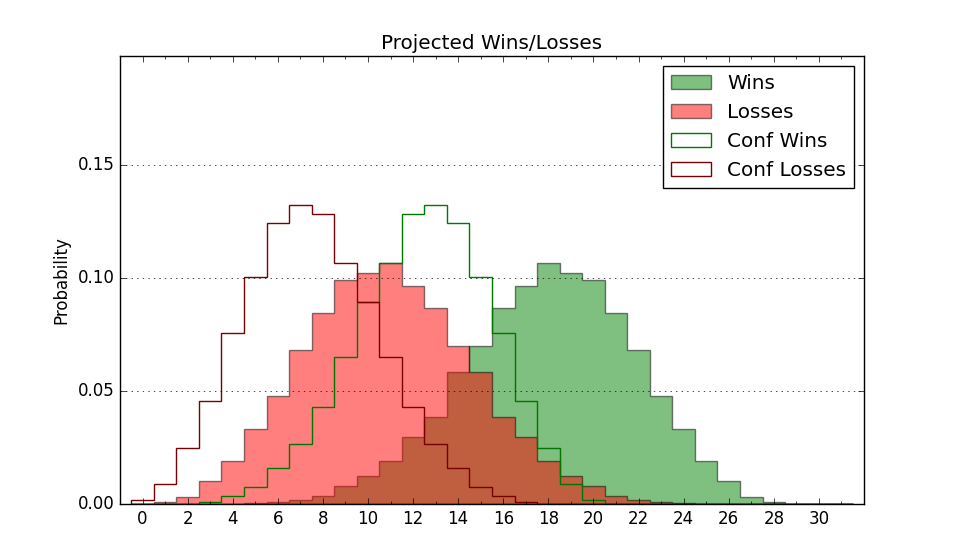 Projected Wins/Losses
Wins
Losses
Conf Wins
Conf Losses
Probability
0.15
0.10
0.05
0.00
0 2 4 6 8 10 12 14 16 18 20 22 24 26 28 30